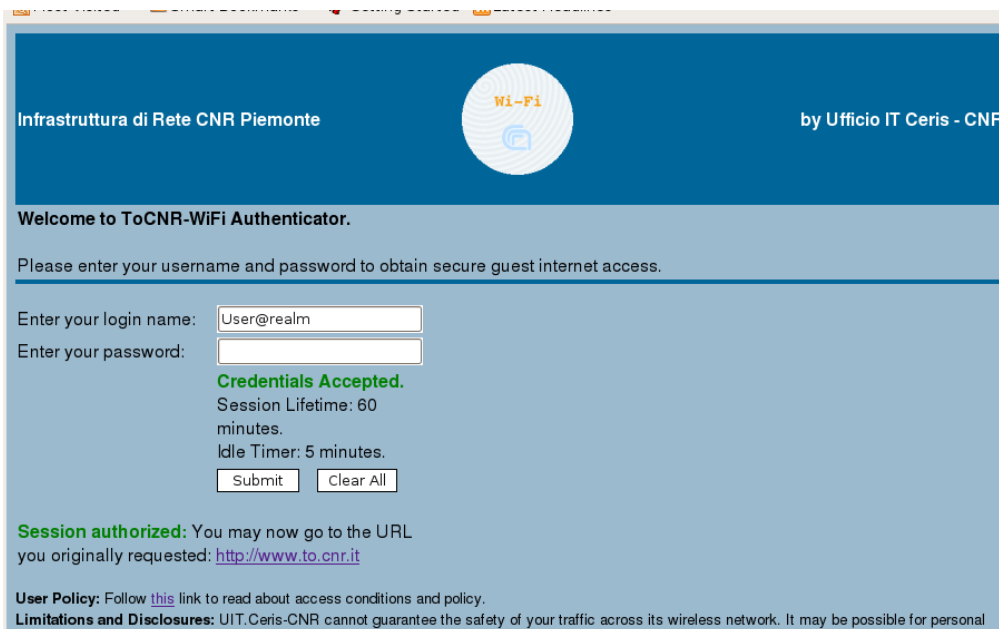 Infrastruttura di Rete CNR Piemonte
Wi-Fi
by Ufficio IT Ceris - CNR
Welcome to ToCNR-WiFi Authenticator.
Please enter your username and password to obtain secure guest internet access.
Enter your login name: User@realm
Enter your password:
Credentials Accepted.
Session Lifetime: 60
minutes.
Idle Timer: 5 minutes.
Submit Clear All
Session authorized: You may now go to the URL
you originally requested: http://www.to.cnr.it
User Policy: Follow this link to read about access conditions and policy.
Limitations and Disclosures: UIT.Ceris-CNR cannot guarantee the safety of your traffic across its wireless network. It may be possible for personal